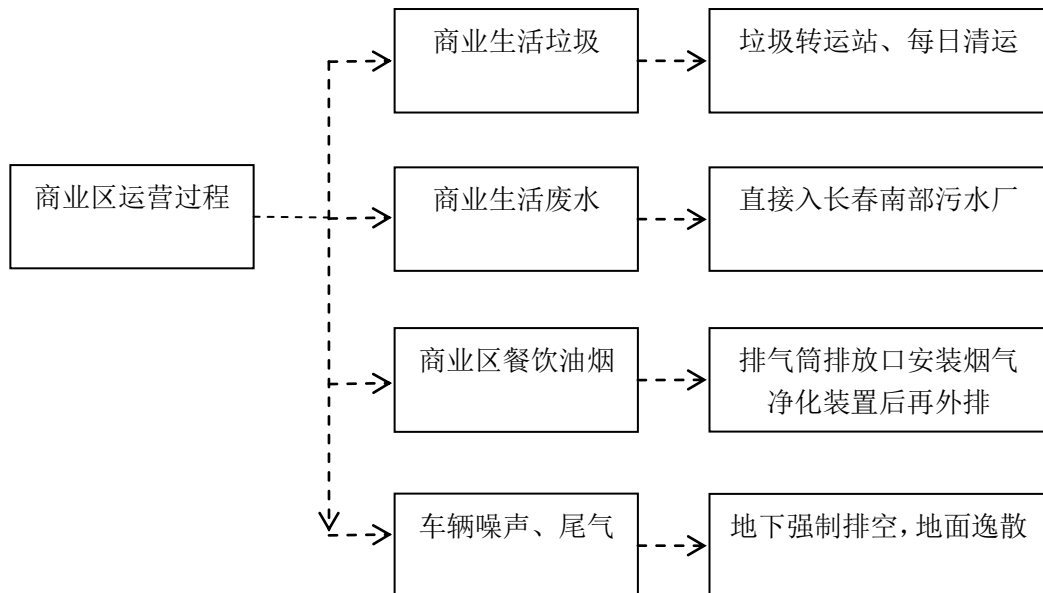 商业生活垃圾
垃圾转运站、每日清运
商业区运营过程
商业生活废水
直接入长春南部污水厂
商业区餐饮油烟
排气筒排放口安装烟气
净化装置后再外排
车辆噪声、尾气
地下强制排空，地面逸散